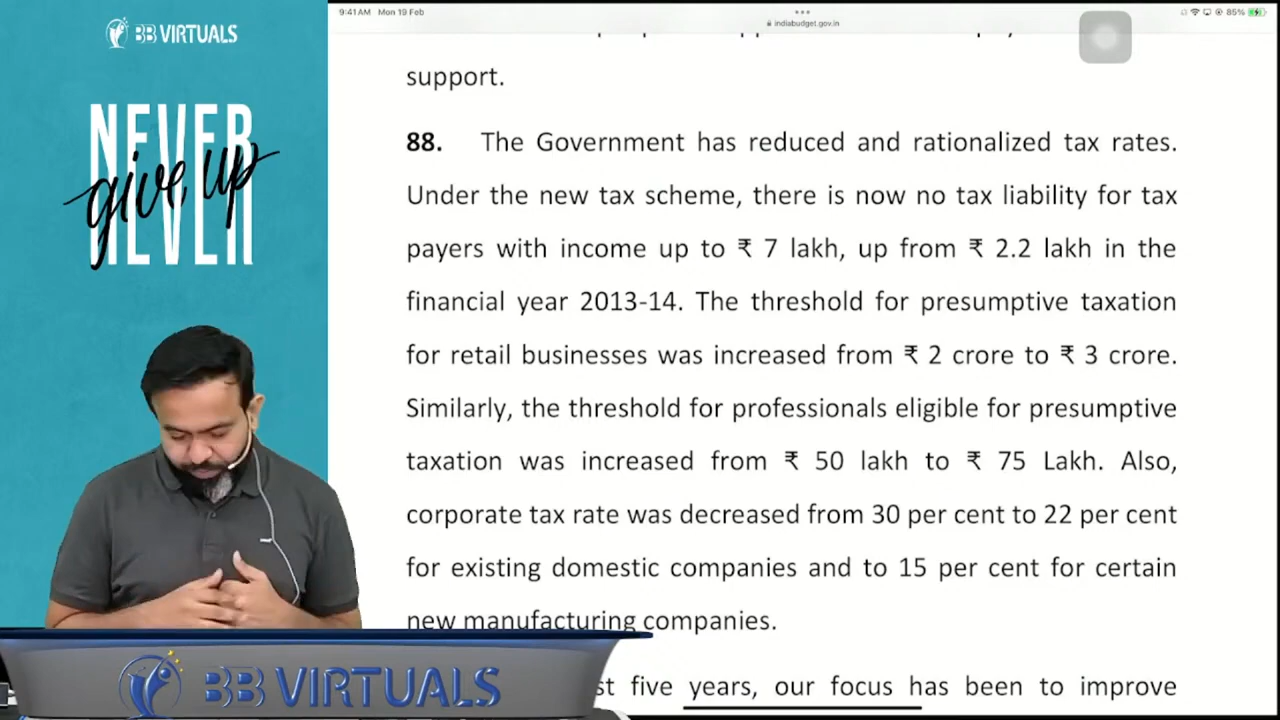 9:41 AM Mon 19 Feb
indiabudget.gov.in
85%
BB VIRTUALS
NEVER
give up
NEVER
support.
88. The Government has reduced and rationalized tax rates.
Under the new tax scheme, there is now no tax liability for tax
payers with income up to ₹ 7 lakh, up from ₹ 2.2 lakh in the
financial year 2013-14. The threshold for presumptive taxation
for retail businesses was increased from ₹ 2 crore to ₹ 3 crore.
Similarly, the threshold for professionals eligible for presumptive
taxation was increased from ₹ 50 lakh to ₹ 75 Lakh. Also,
corporate tax rate was decreased from 30 per cent to 22 per cent
for existing domestic companies and to 15 per cent for certain
new manufacturing companies.
five years, our focus has been to improve
BB VIRTUALS